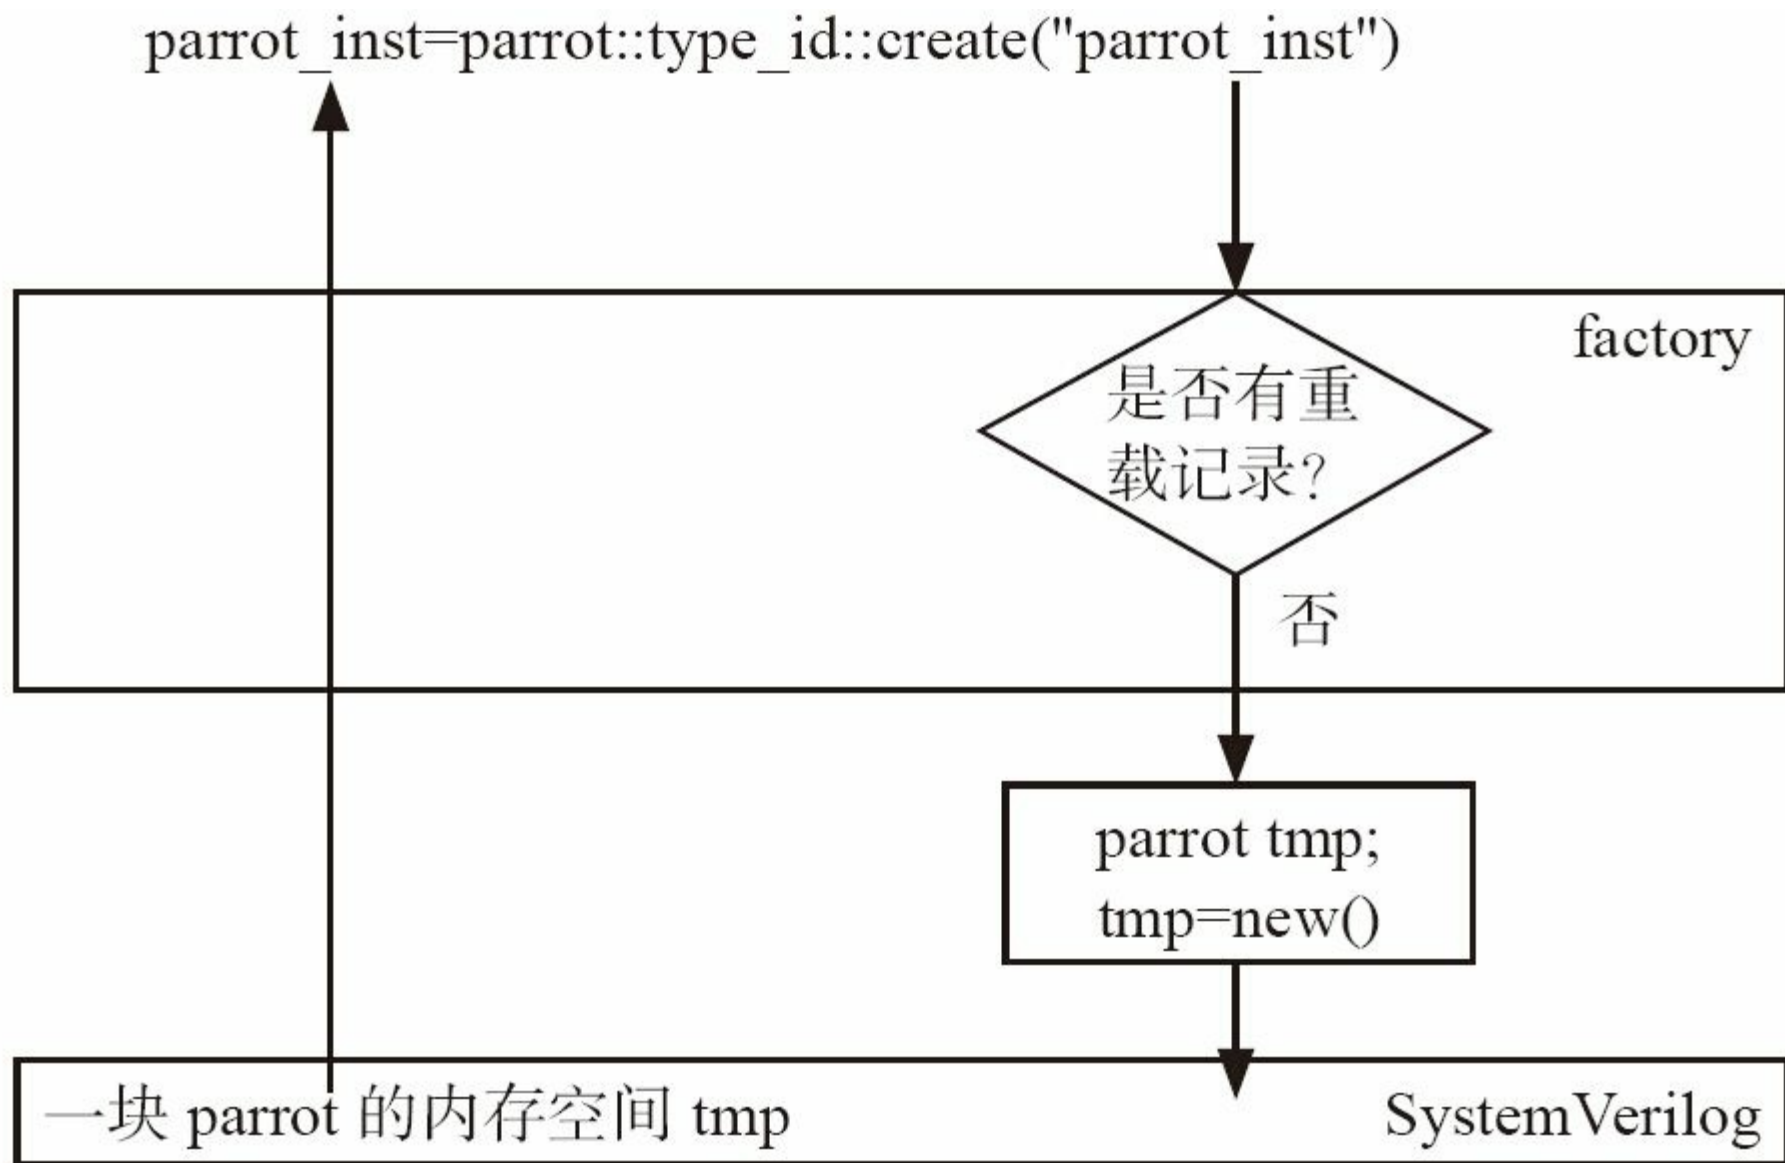 parrot_inst=parrot::type_id::create("parrot_inst")
factory
是否有重
载记录?
否
parrot tmp;
tmp=new()
一块 parrot 的内存空间 tmp
SystemVerilog